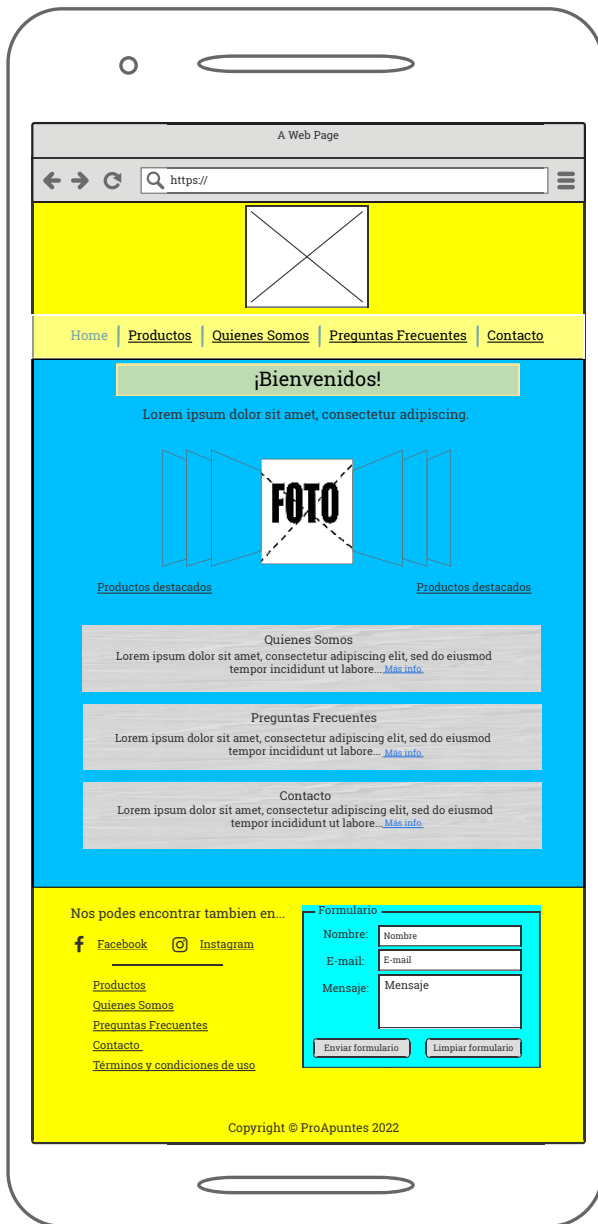 A Web Page
https://
Home Productos Quienes Somos Preguntas Frecuentes Contacto
¡Bienvenidos!
Lorem ipsum dolor sit amet, consectetur adipiscing.
FOTO
Productos destacados Productos destacados
Quienes Somos
Lorem ipsum dolor sit amet, consectetur adipiscing elit, sed do eiusmod
tempor incididunt ut labore... Más info.
Preguntas Frecuentes
Lorem ipsum dolor sit amet, consectetur adipiscing elit, sed do eiusmod
tempor incididunt ut labore... Más info.
Contacto
Lorem ipsum dolor sit amet, consectetur adipiscing elit, sed do eiusmod
tempor incididunt ut labore... Más info.
Nos podes encontrar tambien en...
Facebook Instagram
Productos
Quienes Somos
Preguntas Frecuentes
Contacto
Términos y condiciones de uso
Formulario
Nombre: Nombre
E-mail: E-mail
Mensaje: Mensaje
Enviar formulario Limpiar formulario
Copyright © ProApuntes 2022